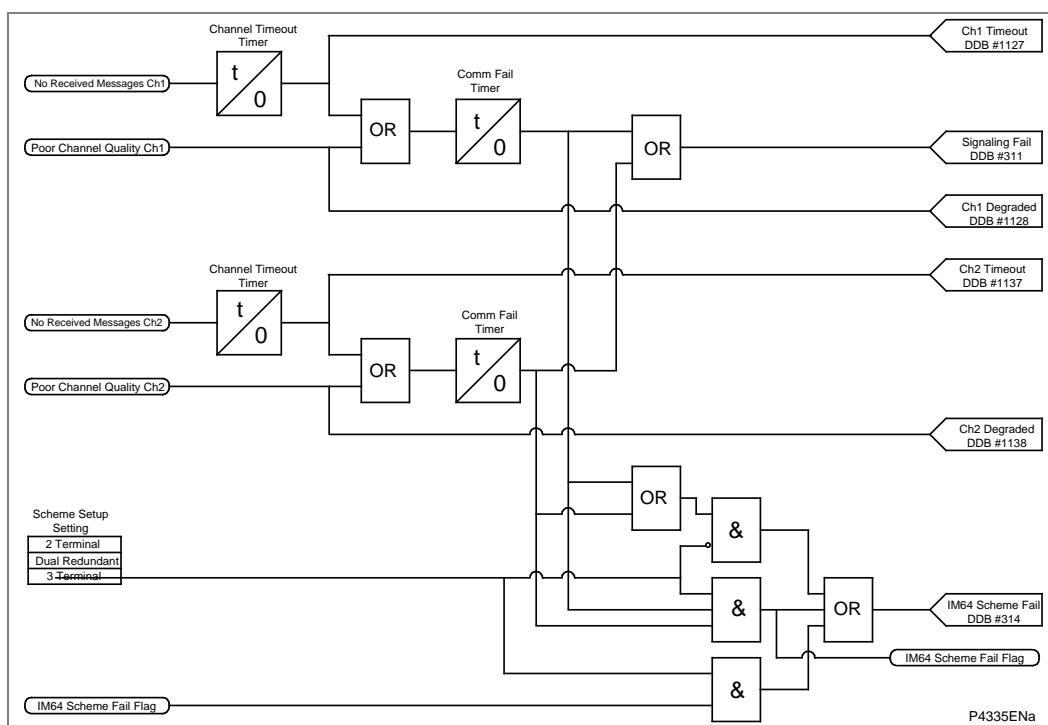 Channel Timeout
Timer
Ch1 Timeout
DDB #1127
No Received Messages Ch1
t
0
Comm Fail
Timer
OR
t
0
OR
Poor Channel Quality Ch1
Signaling Fail
DDB #311
Ch1 Degraded
DDB #1128
Channel Timeout
Timer
Ch2 Timeout
DDB #1137
No Received Messages Ch2
t
0
Comm Fail
Timer
OR
t
0
Poor Channel Quality Ch2
Ch2 Degraded
DDB #1138
OR
&
Scheme Setup
Setting
2 Terminal
Dual Redundant
3 Terminal
&
OR
IM64 Scheme Fail
DDB #314
IM64 Scheme Fail Flag
&
IM64 Scheme Fail Flag
P4335ENa